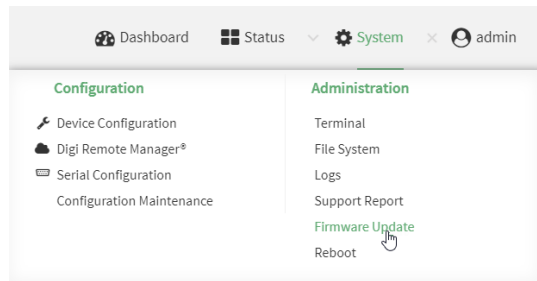 Dashboard Status System admin
Configuration
Device Configuration
Digi Remote Manager®
Serial Configuration
Configuration Maintenance
Administration
Terminal
File System
Logs
Support Report
Firmware Update
Reboot